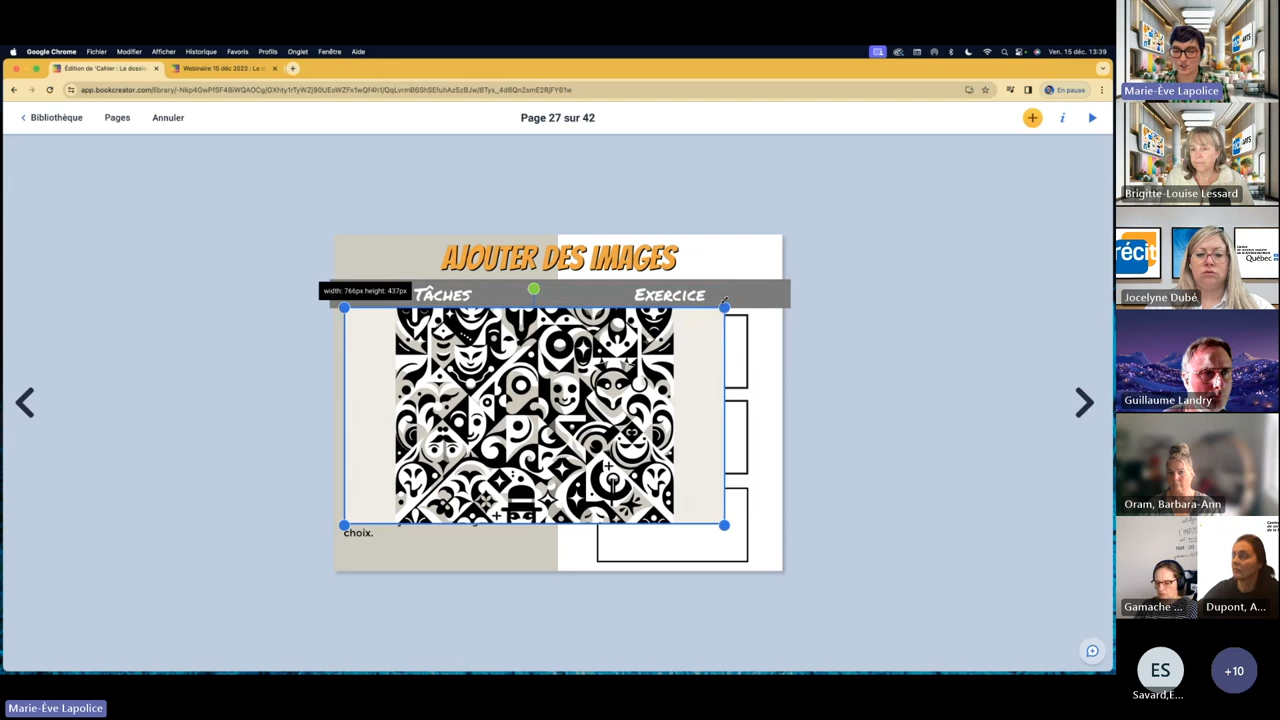 Google Chrome Fichier Modifier Afficher Historique Favoris Profils Onglet Fenêtre Aide
Ven. 15 déc. 13:39
Édition de 'Cahier : Le dossie
Webinaire 15 déc 2023 : Le d
En pause
Bibliothèque Pages Annuler
Page 27 sur 42
AJOUTER DES IMAGES
width: 766px height: 437px
TÂCHES
EXERCICE
choix.
Marie-Ève Lapolice
Brigitte-Louise Lessard
récit
Québec
Jocelyne Dubé
Guillaume Landry
Oram, Barbara-Ann
Gamache ...
Dupont, A...
ES
Savard,E...
+10
Marie-Ève Lapolice